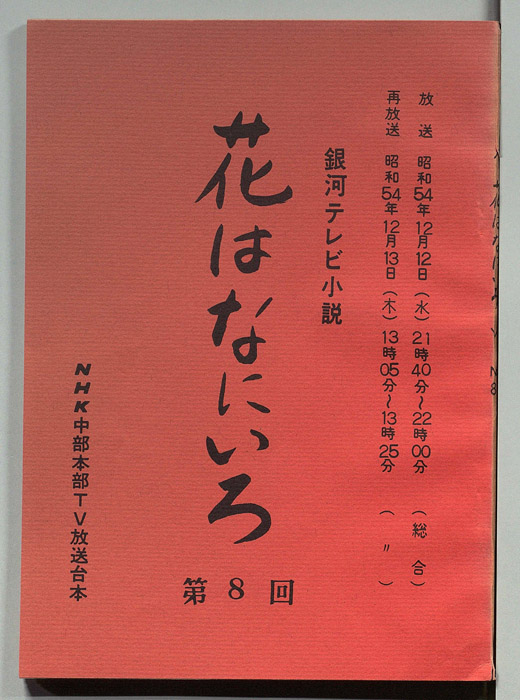 放送 昭和54年12月12日（水）21時40分～22時00分（総合）
再放送 昭和54年12月13日（木）13時05分～13時25分（〃）
銀河テレビ小説
花はなにいろ
第8回
NHK中部本部TV放送台本